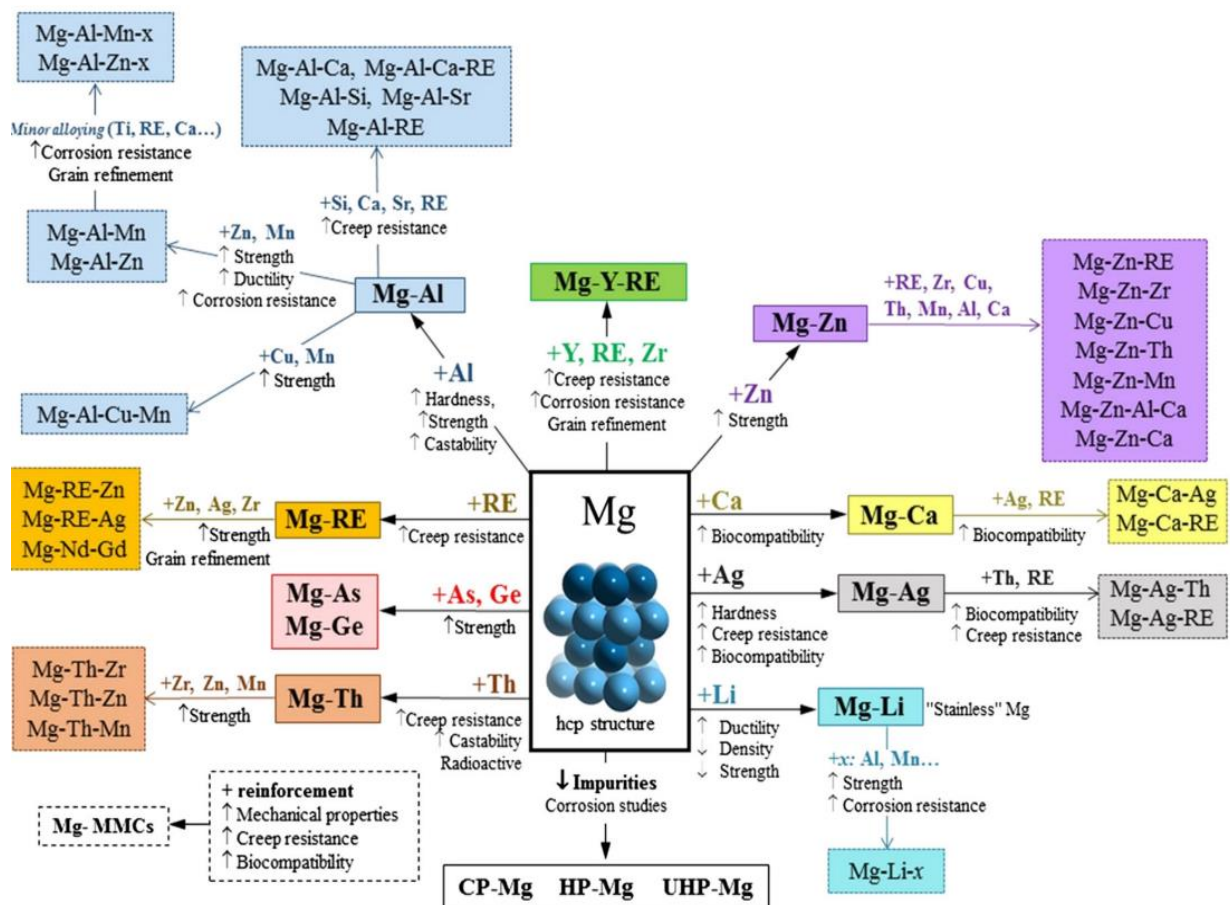 Mg-Al-Mn-x
Mg-Al-Zn-x
Minor alloying (Ti, RE, Ca…)
↑Corrosion resistance
Grain refinement
Mg-Al-Mn
Mg-Al-Zn
Mg-Al-Ca, Mg-Al-Ca-RE
Mg-Al-Si, Mg-Al-Sr
Mg-Al-RE
+Si, Ca, Sr, RE
↑Creep resistance
+Zn, Mn
↑ Strength
↑ Ductility
↑ Corrosion resistance
Mg-Al
+Cu, Mn
↑ Strength
Mg-Al-Cu-Mn
+Al
↑ Hardness,
↑Strength
↑ Castability
Mg-Y-RE
+Y, RE, Zr
↑Creep resistance
↑Corrosion resistance
Grain refinement
Mg-Zn
+Zn
↑ Strength
+RE, Zr, Cu,
Th, Mn, Al, Ca
Mg-Zn-RE
Mg-Zn-Zr
Mg-Zn-Cu
Mg-Zn-Th
Mg-Zn-Mn
Mg-Zn-Al-Ca
Mg-Zn-Ca
Mg-RE-Zn
Mg-RE-Ag
Mg-Nd-Gd
+Zn, Ag, Zr
↑Strength
Grain refinement
Mg-RE
+RE
↑Creep resistance
Mg-As
Mg-Ge
+As, Ge
↑Strength
Mg-Th-Zr
Mg-Th-Zn
Mg-Th-Mn
+Zr, Zn, Mn
↑Strength
Mg-Th
+Th
↑Creep resistance
↑ Castability
Radioactive
Mg
hcp structure
+Ca
↑ Biocompatibility
Mg-Ca
+Ag, RE
↑ Biocompatibility
Mg-Ca-Ag
Mg-Ca-RE
+Ag
↑ Hardness
↑ Creep resistance
↑ Biocompatibility
Mg-Ag
+Th, RE
↑ Biocompatibility
↑ Creep resistance
Mg-Ag-Th
Mg-Ag-RE
+Li
↑ Ductility
↓ Density
↓ Strength
Mg-Li
"Stainless" Mg
+x: Al, Mn…
↑ Strength
↑ Corrosion resistance
Mg-Li-x
↓ Impurities
Corrosion studies
CP-Mg HP-Mg UHP-Mg
Mg- MMCs
+ reinforcement
↑ Mechanical properties
↑ Creep resistance
↑ Biocompatibility